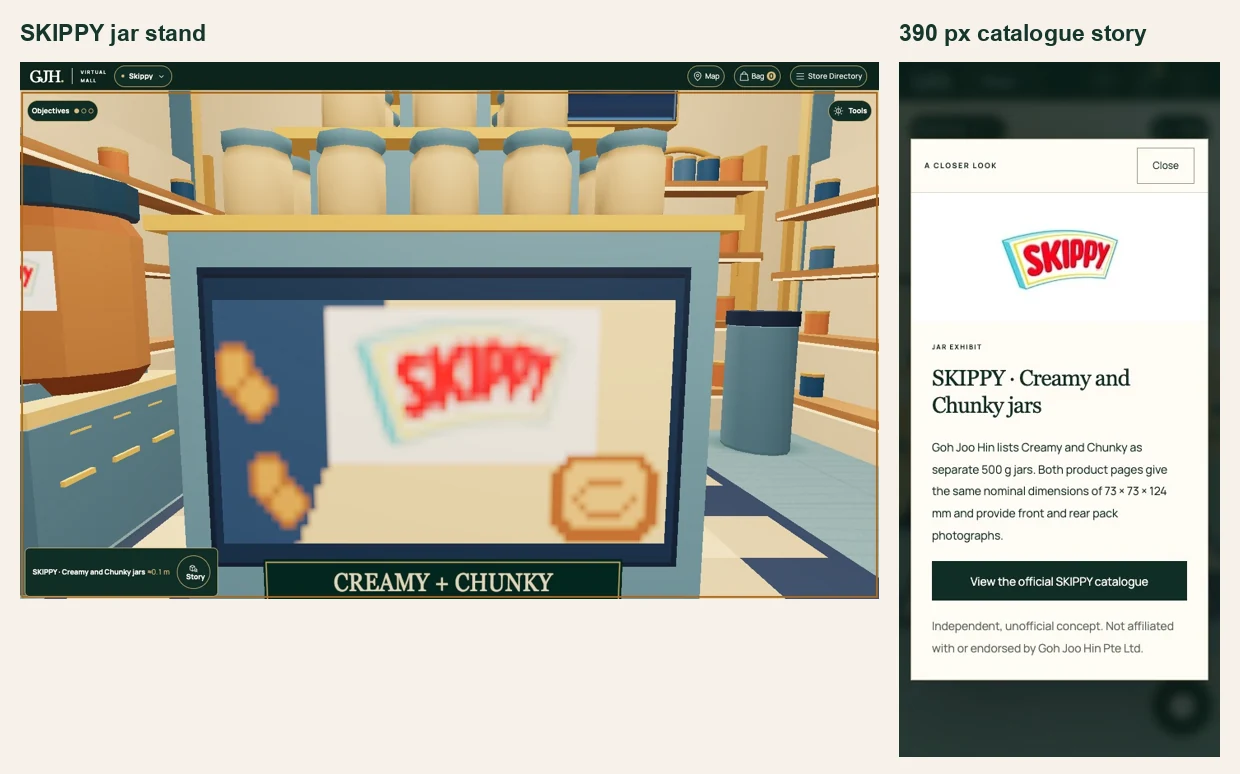 SKIPPY jar stand
390 px catalogue story
GJH.
VIRTUAL
MALL
Skippy
Map
Bag 0
Store Directory
Objectives
Tools
SKIPPY
SKIPPY · Creamy and Chunky jars ≈0.1 m
Story
CREAMY + CHUNKY
A CLOSER LOOK
Close
SKIPPY
JAR EXHIBIT
SKIPPY · Creamy and
Chunky jars
Goh Joo Hin lists Creamy and Chunky as
separate 500 g jars. Both product pages give
the same nominal dimensions of 73 × 73 × 124
mm and provide front and rear pack
photographs.
View the official SKIPPY catalogue
Independent, unofficial concept. Not affiliated
with or endorsed by Goh Joo Hin Pte Ltd.